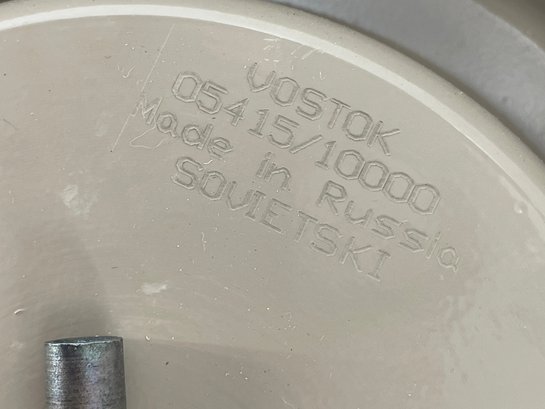 VOSTOK
05415/10000
Made in Russia
SOVIETSKI